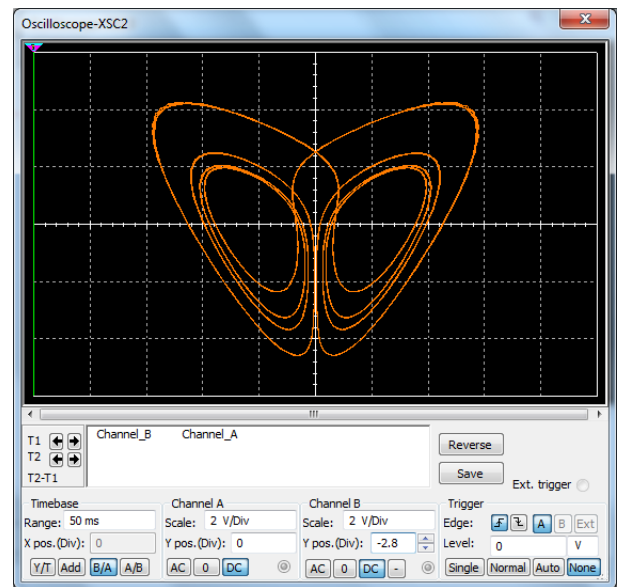 Oscilloscope-XSC2
T1
Channel_B Channel_A
T2
T2-T1
Reverse
Save
Ext. trigger
Timebase
Range: 50 ms
X pos.(Div): 0
Y/T Add B/A A/B
Channel A
Scale: 2 V/Div
Y pos.(Div): 0
AC 0 DC
Channel B
Scale: 2 V/Div
Y pos.(Div): -2.8
AC 0 DC -
Trigger
Edge: A B Ext
Level: 0 V
Single Normal Auto None